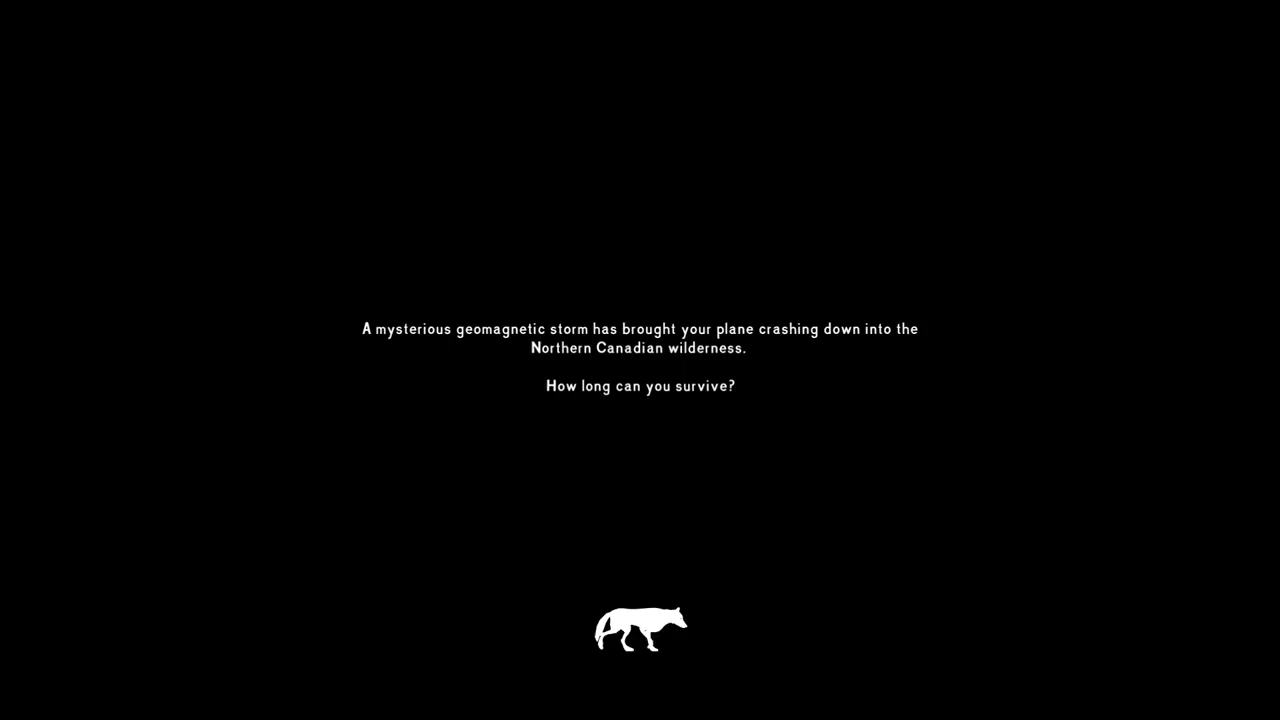 A mysterious geomagnetic storm has brought your plane crashing down into the
Northern Canadian wilderness.
How long can you survive?